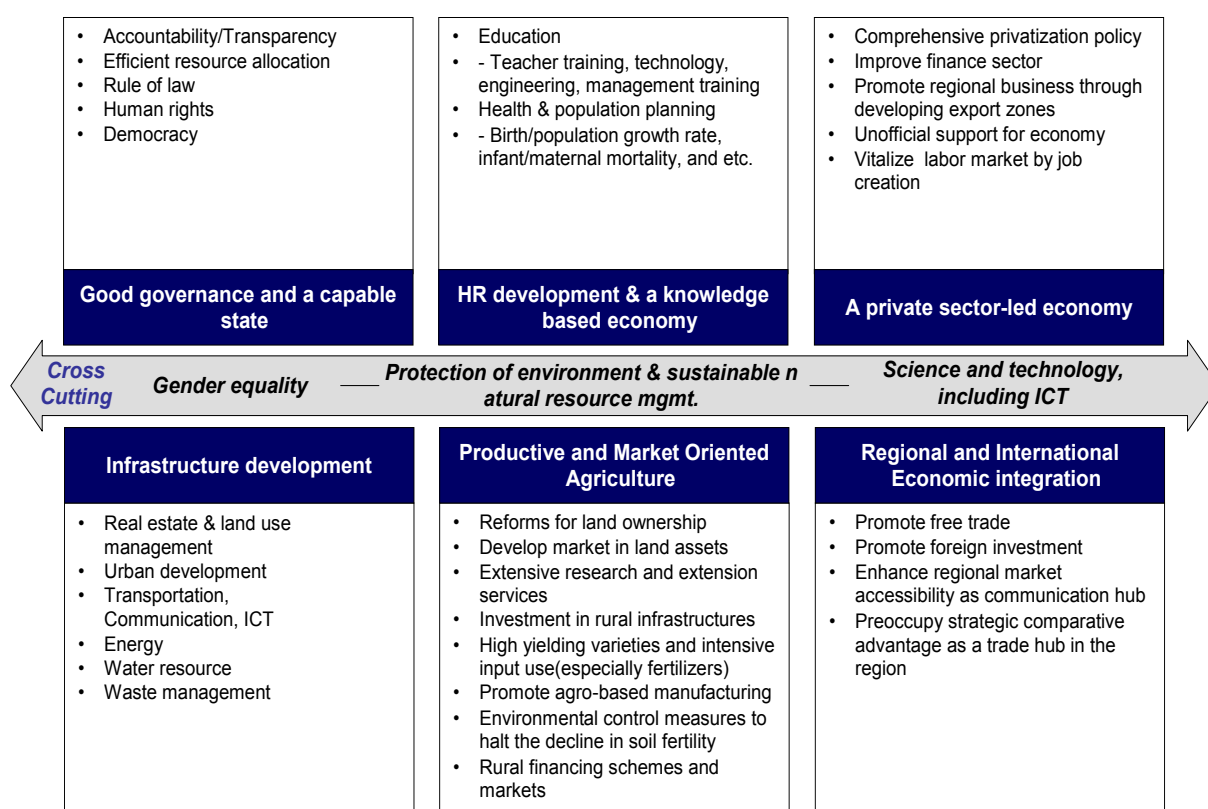 • Accountability/Transparency
• Efficient resource allocation
• Rule of law
• Human rights
• Democracy
Good governance and a capable
state
• Education
• - Teacher training, technology,
engineering, management training
• Health & population planning
• - Birth/population growth rate,
infant/maternal mortality, and etc.
HR development & a knowledge
based economy
• Comprehensive privatization policy
• Improve finance sector
• Promote regional business through
developing export zones
• Unofficial support for economy
• Vitalize labor market by job
creation
A private sector-led economy
Cross
Cutting
Gender equality
Protection of environment & sustainable n
atural resource mgmt.
Science and technology,
including ICT
Infrastructure development
• Real estate & land use
management
• Urban development
• Transportation,
Communication, ICT
• Energy
• Water resource
• Waste management
Productive and Market Oriented
Agriculture
• Reforms for land ownership
• Develop market in land assets
• Extensive research and extension
services
• Investment in rural infrastructures
• High yielding varieties and intensive
input use(especially fertilizers)
• Promote agro-based manufacturing
• Environmental control measures to
halt the decline in soil fertility
• Rural financing schemes and
markets
Regional and International
Economic integration
• Promote free trade
• Promote foreign investment
• Enhance regional market
accessibility as communication hub
• Preoccupy strategic comparative
advantage as a trade hub in the
region